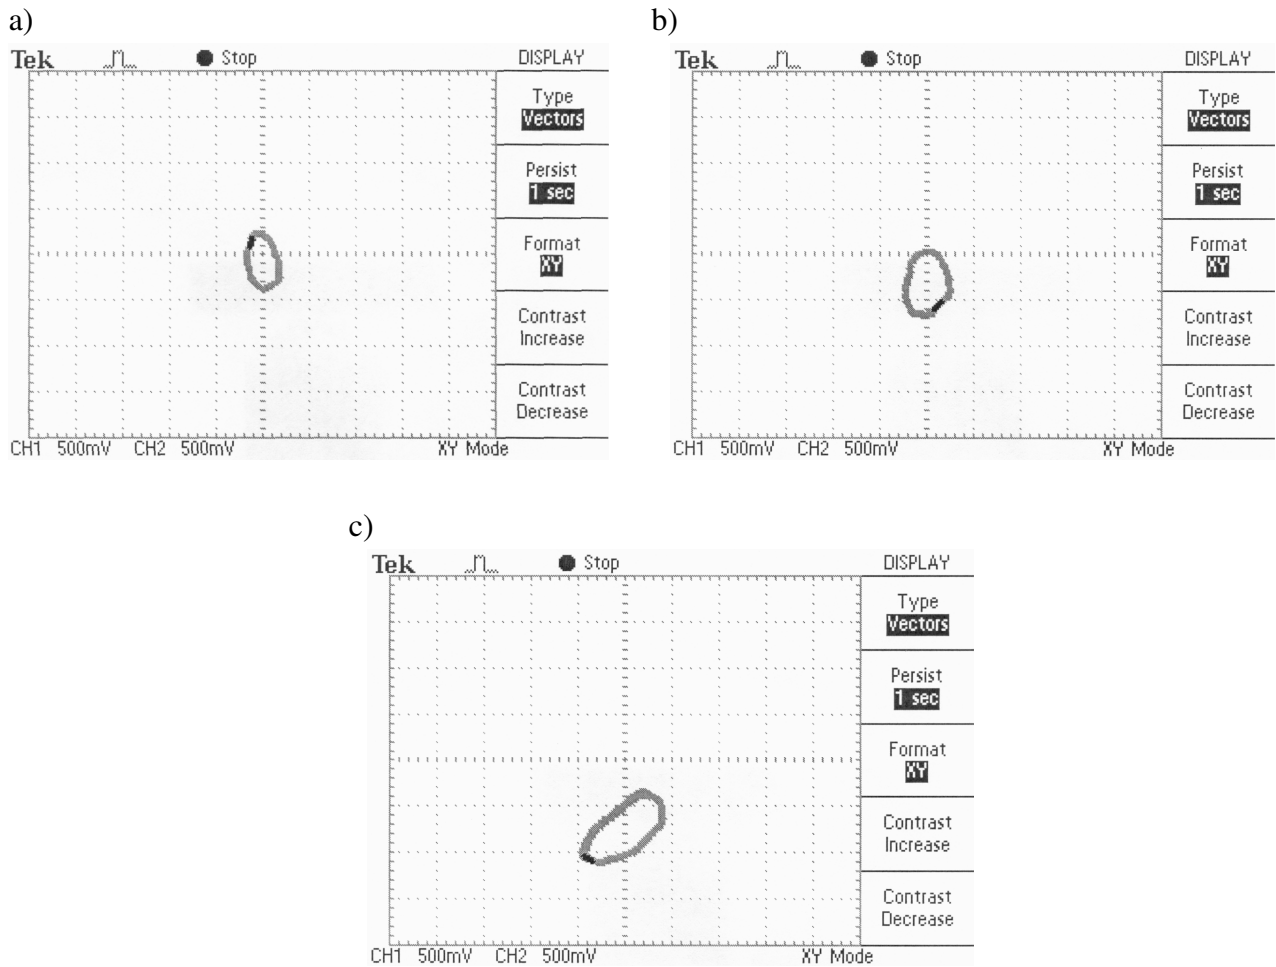 a)
Tek Stop DISPLAY
Type
Vectors
Persist
1 sec
Format
XY
Contrast
Increase
Contrast
Decrease
CH1 500mV CH2 500mV XY Mode
b)
Tek Stop DISPLAY
Type
Vectors
Persist
1 sec
Format
XY
Contrast
Increase
Contrast
Decrease
CH1 500mV CH2 500mV XY Mode
c)
Tek Stop DISPLAY
Type
Vectors
Persist
1 sec
Format
XY
Contrast
Increase
Contrast
Decrease
CH1 500mV CH2 500mV XY Mode